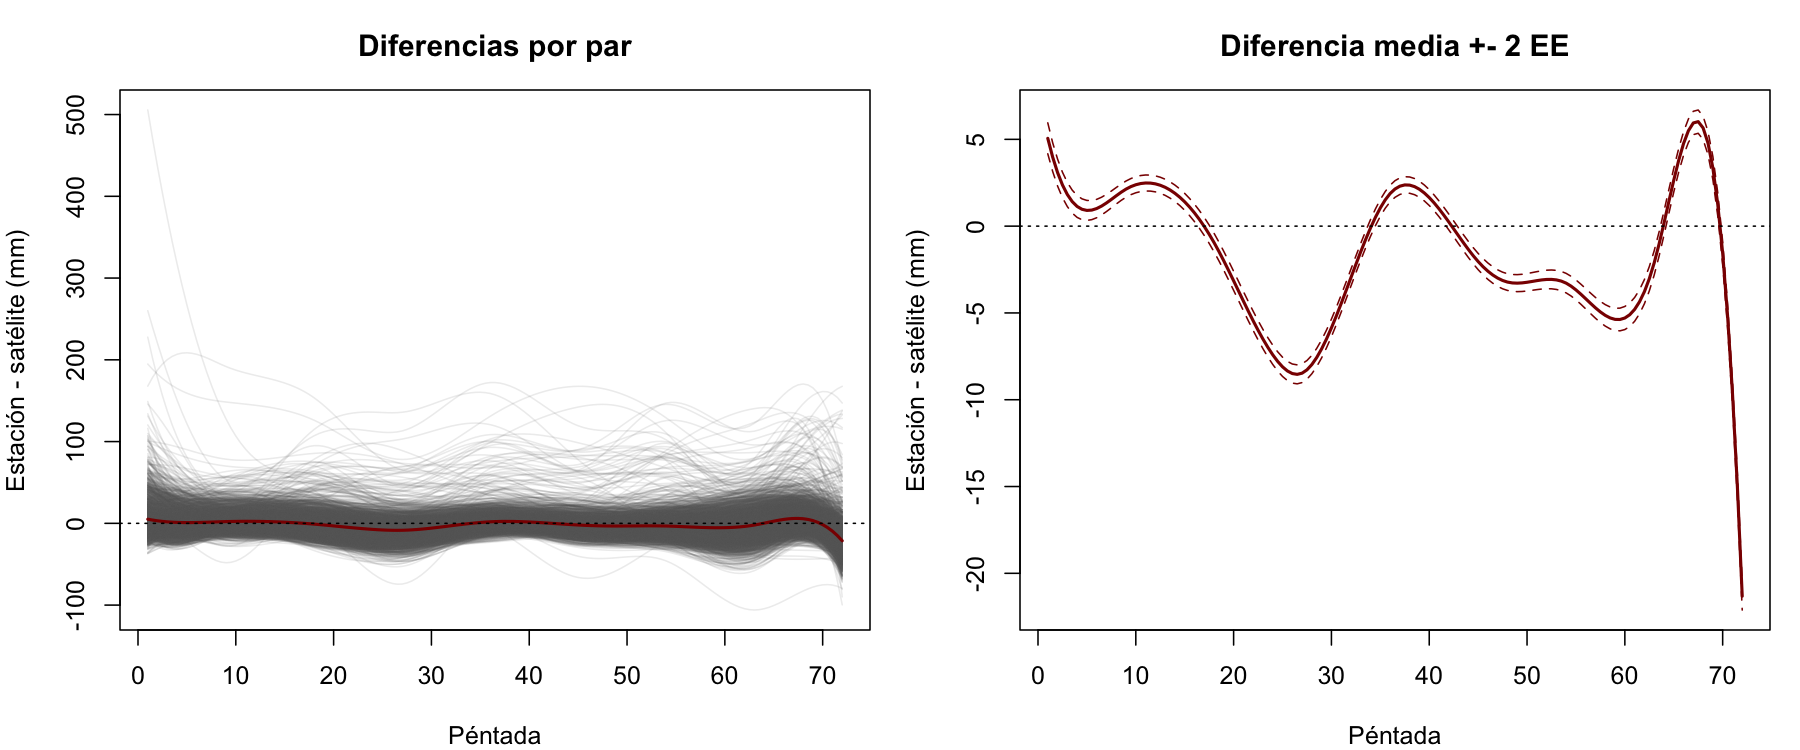 Diferencias por par
Estación - satélite (mm)
500
400
300
200
100
0
-100
0 10 20 30 40 50 60 70
Péntada
Diferencia media +- 2 EE
Estación - satélite (mm)
5
0
-5
-10
-15
-20
0 10 20 30 40 50 60 70
Péntada